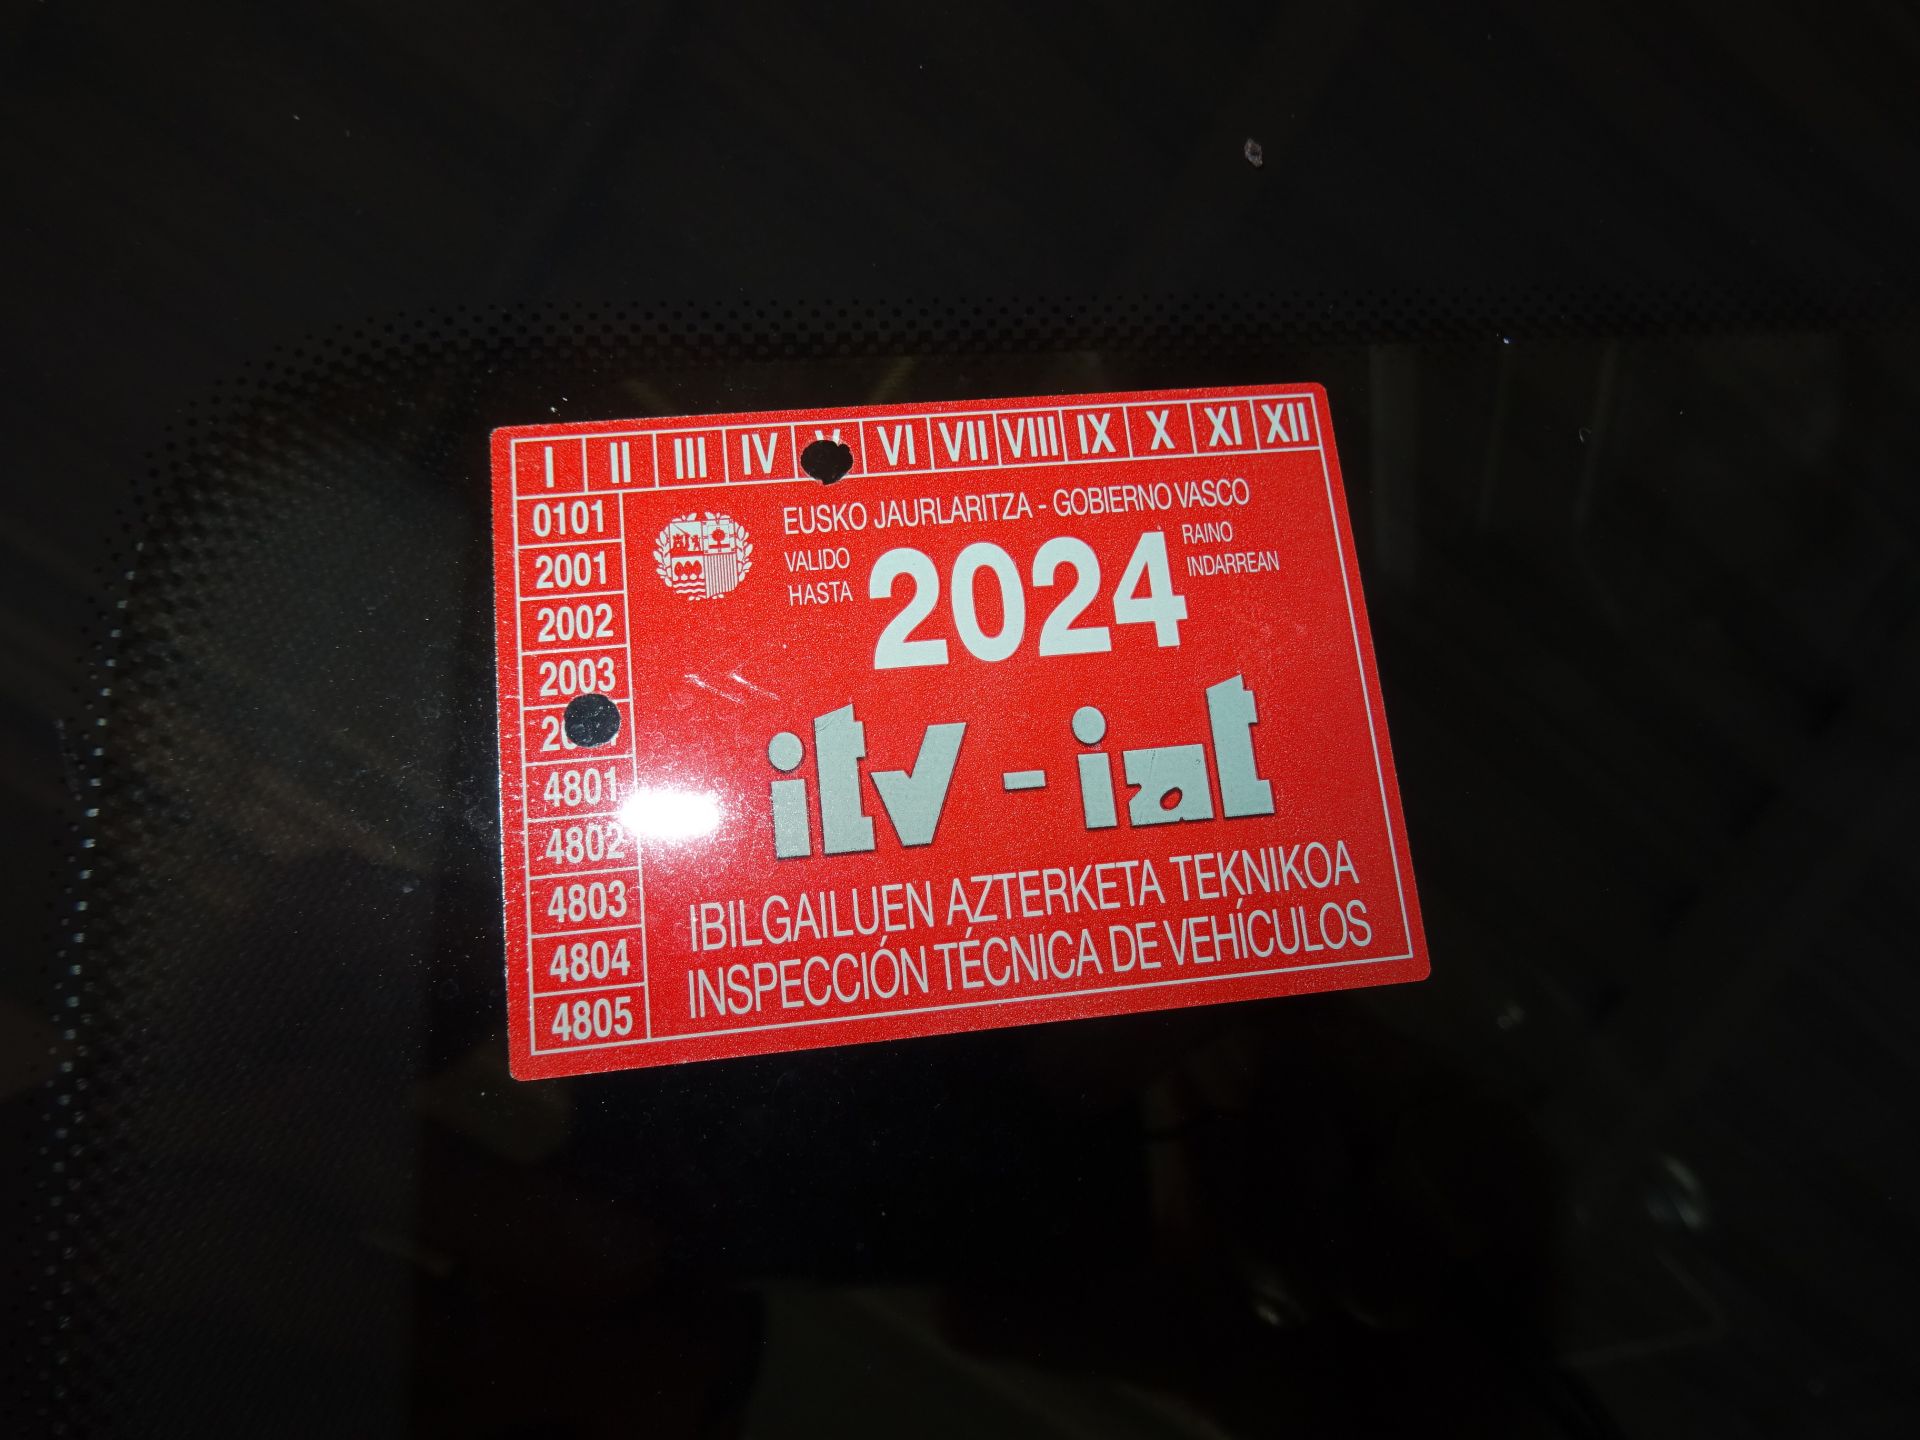 I II III IV V VI VII VIII IX X XI XII
0101
2001
2002
2003
4801
4802
4803
4804
4805
EUSKO JAURLARITZA - GOBIERNO VASCO
VALIDO
HASTA
2024
RAINO
INDARREAN
itv - iat
IBILGAILUEN AZTERKETA TEKNIKOA
INSPECCIÓN TÉCNICA DE VEHÍCULOS